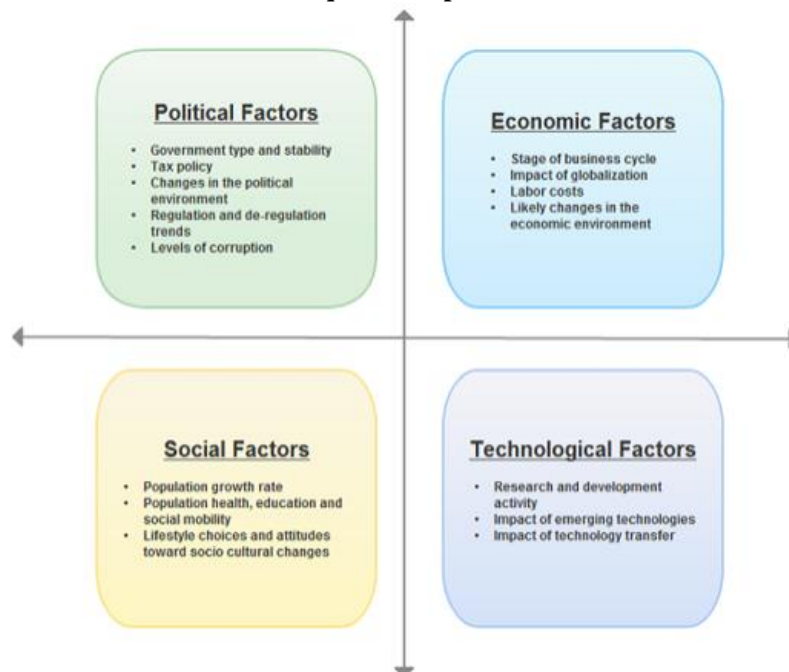 Political Factors
• Government type and stability
• Tax policy
• Changes in the political
environment
• Regulation and de-regulation
trends
• Levels of corruption
Economic Factors
• Stage of business cycle
• Impact of globalization
• Labor costs
• Likely changes in the
economic environment
Social Factors
• Population growth rate
• Population health, education and
social mobility
• Lifestyle choices and attitudes
toward socio cultural changes
Technological Factors
• Research and development
activity
• Impact of emerging technologies
• Impact of technology transfer